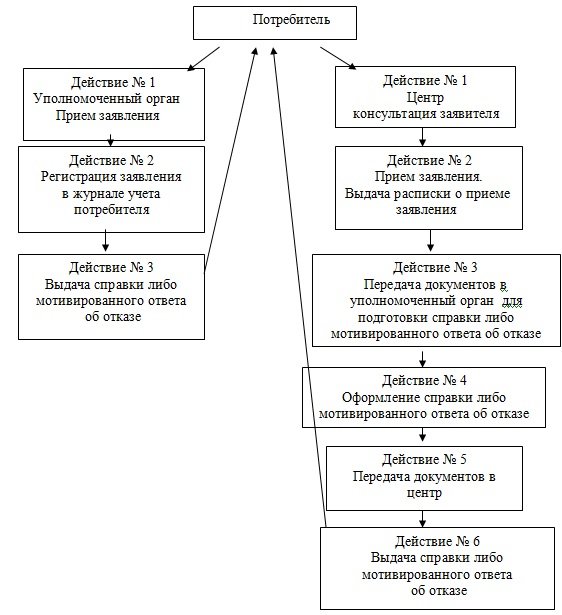 Потребитель
Действие № 1
Уполномоченный орган
Прием заявления
Действие № 2
Регистрация заявления
в журнале учета
потребителя
Действие № 3
Выдача справки либо
мотивированного ответа
об отказе
Действие № 1
Центр
консультация заявителя
Действие № 2
Прием заявления.
Выдача расписки о приеме
заявления
Действие № 3
Передача документов в
уполномоченный орган для
подготовки справки либо
мотивированного ответа об отказе
Действие № 4
Оформление справки либо
мотивированного ответа об отказе
Действие № 5
Передача документов в
центр
Действие № 6
Выдача справки либо
мотивированного ответа
об отказе